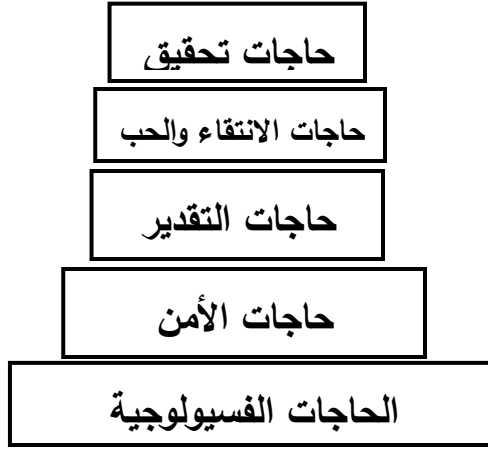 حاجات تحقيق
حاجات الانتقاء والحب
حاجات التقدير
حاجات الأمن
الحاجات الفسيولوجية